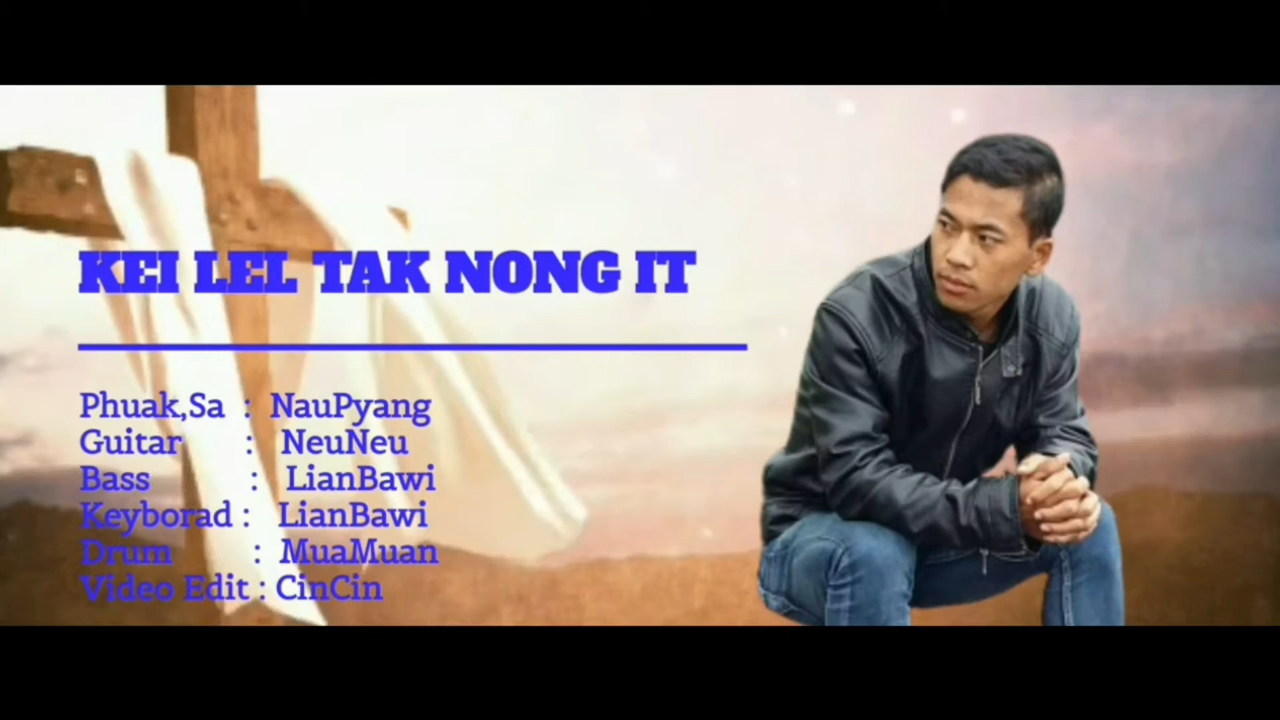 KEI LEL TAK NONG IT
Phuak,Sa : NauPyang
Guitar : NeuNeu
Bass : LianBawi
Keyborad : LianBawi
Drum : MuaMuan
Video Edit : CinCin